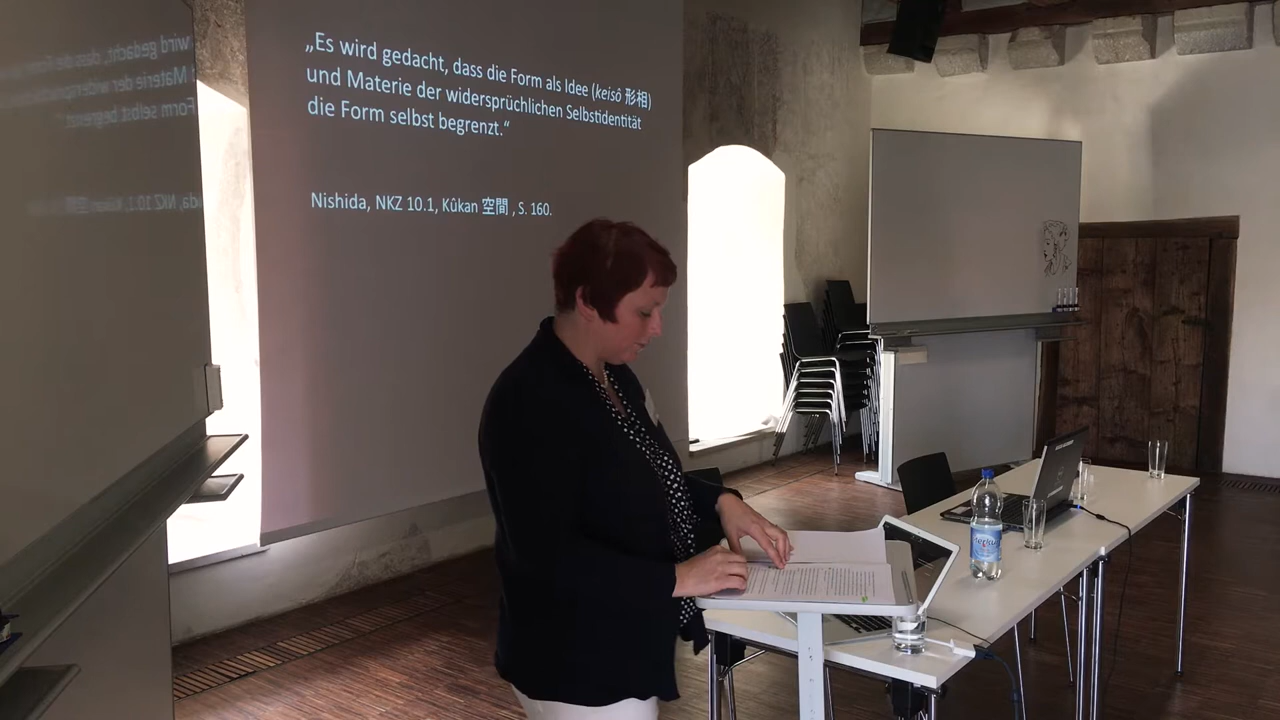 „Es wird gedacht, dass die Form als Idee (keisô 形相)
und Materie der widersprüchlichen Selbstidentität
die Form selbst begrenzt.“
Nishida, NKZ 10.1, Kûkan 空間 , S. 160.